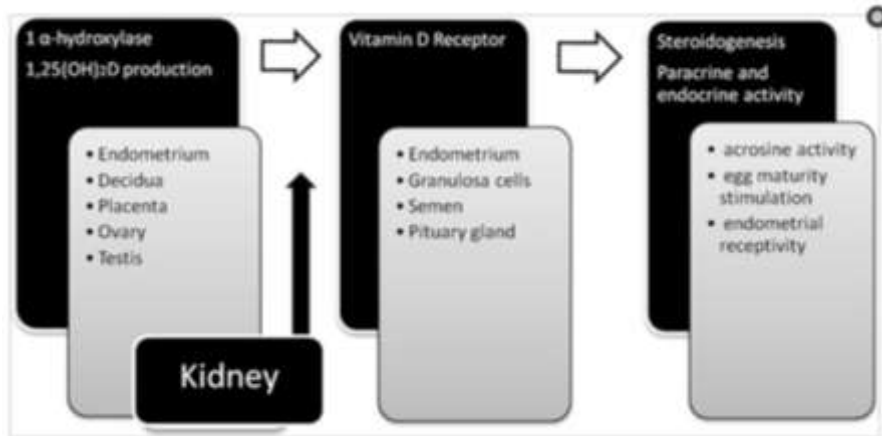 1 α-hydroxylase
1,25(OH)₂D production
• Endometrium
• Decidua
• Placenta
• Ovary
• Testis
Kidney
Vitamin D Receptor
• Endometrium
• Granulosa cells
• Semen
• Pituary gland
Steroidogenesis
Paracrine and
endocrine activity
• acrosine activity
• egg maturity
stimulation
• endometrial
receptivity